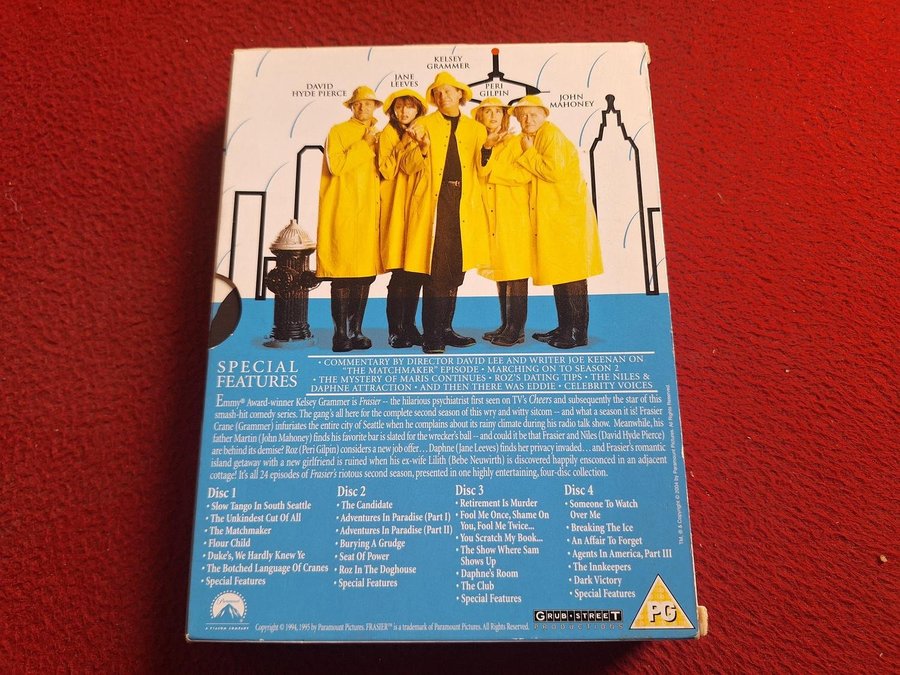 DAVID
HYDE PIERCE
JANE
LEEVES
KELSEY
GRAMMER
PERI
GILPIN
JOHN
MAHONEY
SPECIAL
FEATURES
• COMMENTARY BY DIRECTOR DAVID LEE AND WRITER JOE KEENAN ON
"THE MATCHMAKER" EPISODE • MARCHING ON TO SEASON 2
• THE MYSTERY OF MARIS CONTINUES • ROZ'S DATING TIPS • THE NILES &
DAPHNE ATTRACTION • AND THEN THERE WAS EDDIE • CELEBRITY VOICES
Emmy® Award-winner Kelsey Grammer is Frasier -- the hilarious psychiatrist first seen on TV's Cheers and subsequently the star of this
smash-hit comedy series. The gang's all here for the complete second season of this wry and witty sitcom -- and what a season it is! Frasier
Crane (Grammer) infuriates the entire city of Seattle when he complains about its rainy climate during his radio talk show. Meanwhile, his
father Martin (John Mahoney) finds his favorite bar is slated for the wrecker's ball -- and could it be that Frasier and Niles (David Hyde Pierce)
are behind its demise? Roz (Peri Gilpin) considers a new job offer... Daphne (Jane Leeves) finds her privacy invaded... and Frasier's romantic
island getaway with a new girlfriend is ruined when his ex-wife Lilith (Bebe Neuwirth) is discovered happily ensconced in an adjacent
cottage! It's all 24 episodes of Frasier's riotous second season, presented in one highly entertaining, four-disc collection.
Disc 1
• Slow Tango In South Seattle
• The Unkindest Cut Of All
• The Matchmaker
• Flour Child
• Duke's, We Hardly Knew Ye
• The Botched Language Of Cranes
• Special Features
Disc 2
• The Candidate
• Adventures In Paradise (Part I)
• Adventures In Paradise (Part II)
• Burying A Grudge
• Seat Of Power
• Roz In The Doghouse
• Special Features
Disc 3
• Retirement Is Murder
• Fool Me Once, Shame On
You, Fool Me Twice...
• You Scratch My Book...
• The Show Where Sam
Shows Up
• Daphne's Room
• The Club
• Special Features
Disc 4
• Someone To Watch
Over Me
• Breaking The Ice
• An Affair To Forget
• Agents In America, Part III
• The Innkeepers
• Dark Victory
• Special Features
TM, ® & Copyright © 2004 by Paramount Pictures. All Rights Reserved.
Paramount
A VIACOM COMPANY
Copyright © 1994, 1995 by Paramount Pictures. FRASIER™ is a trademark of Paramount Pictures. All Rights Reserved.
GRUB • STREET
PRODUCTIONS
PG